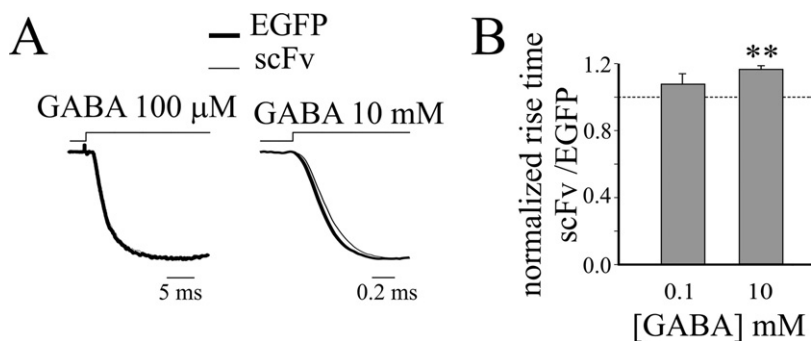 A
EGFP
scFv
GABA 100 μM
GABA 10 mM
5 ms
0.2 ms
B
normalized rise time
scFv /EGFP
**
1.2
0.8
0.4
0.0
0.1
10
[GABA] mM